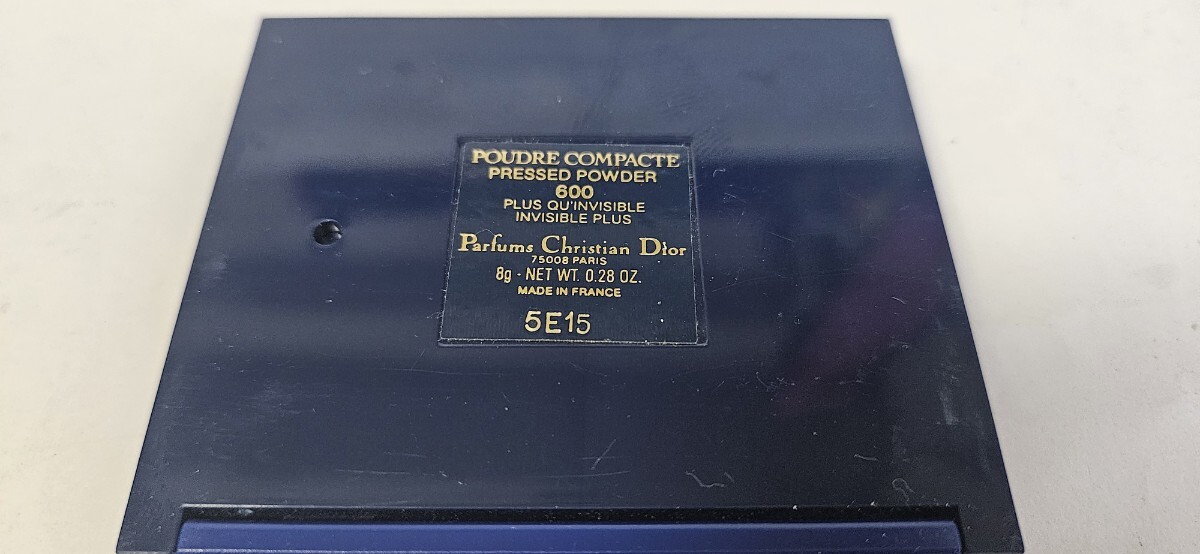 POUDRE COMPACTE
PRESSED POWDER
600
PLUS QU'INVISIBLE
INVISIBLE PLUS
Parfums Christian Dior
75008 PARIS
8g - NET WT. 0.28 OZ.
MADE IN FRANCE
5E15